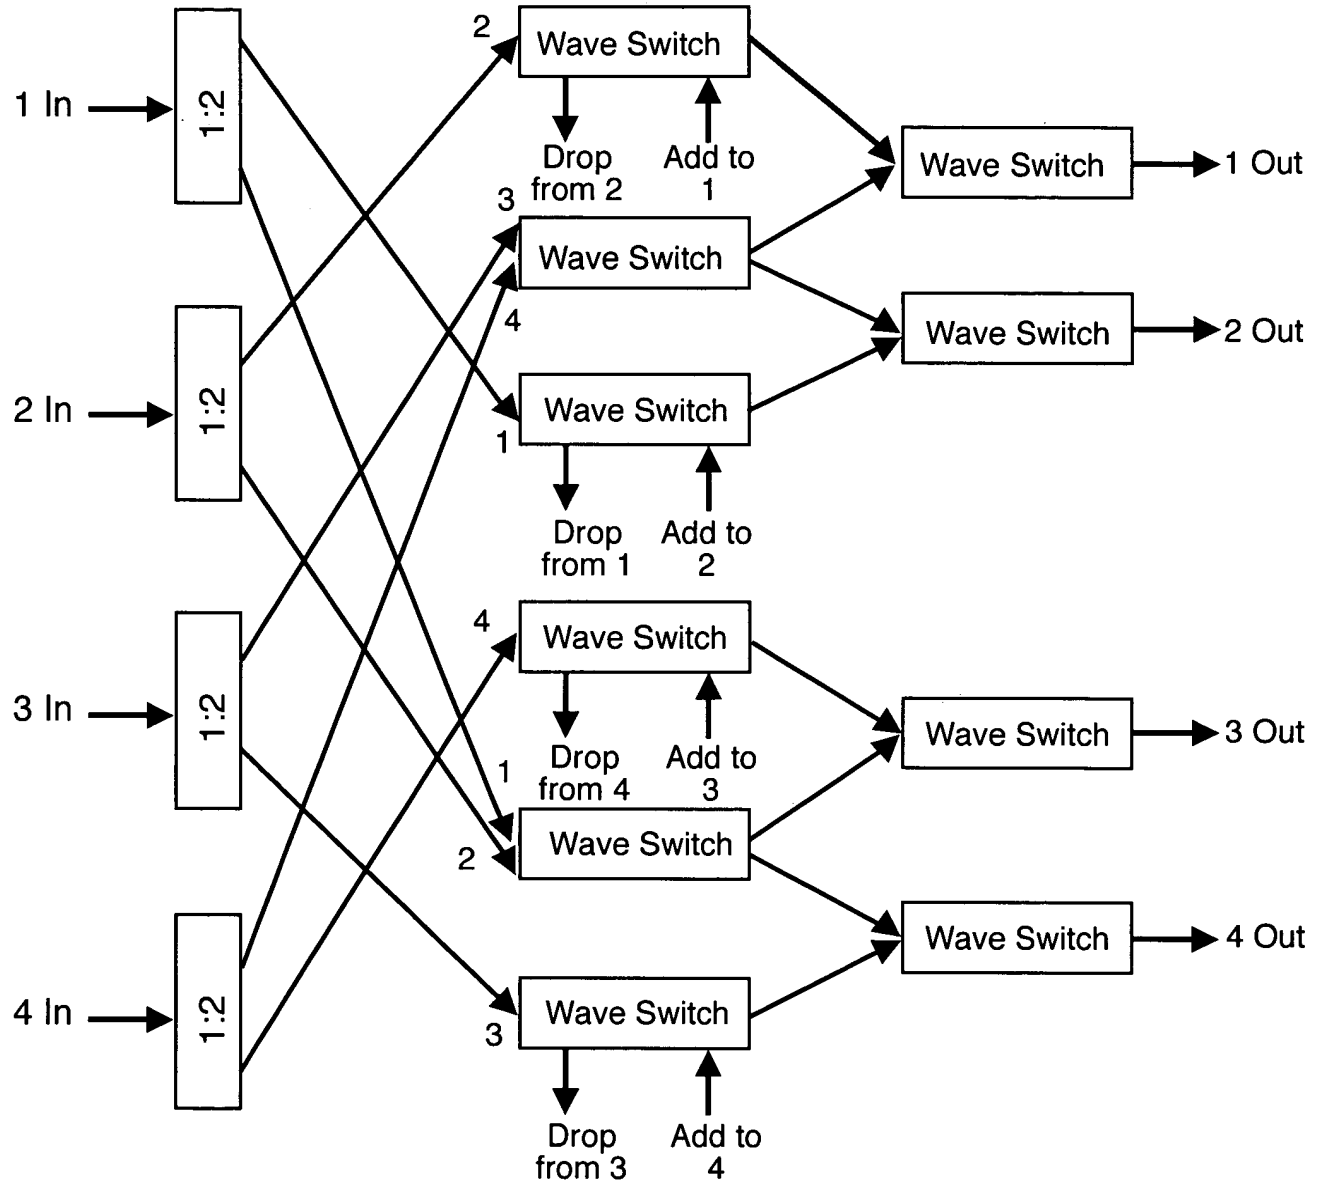 2
Wave Switch
1 In
1:2
Drop
from 2
Add to
1
Wave Switch
1 Out
3
Wave Switch
4
Wave Switch
2 Out
2 In
1:2
Wave Switch
1
Drop
from 1
Add to
2
4
Wave Switch
3 In
1:2
Drop
from 4
Add to
3
Wave Switch
3 Out
1
Wave Switch
2
Wave Switch
4 Out
4 In
1:2
Wave Switch
3
Drop
from 3
Add to
4